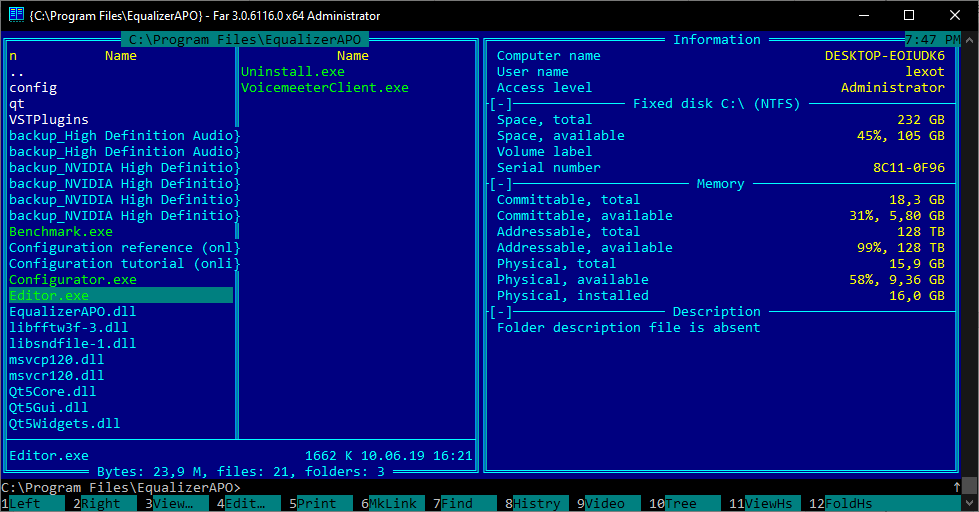 {C:\Program Files\EqualizerAPO} - Far 3.0.6116.0 x64 Administrator
C:\Program Files\EqualizerAPO
n Name Name
..
config
qt
VSTPlugins
backup_High Definition Audio}
backup_High Definition Audio}
backup_NVIDIA High Definitio}
backup_NVIDIA High Definitio}
backup_NVIDIA High Definitio}
backup_NVIDIA High Definitio}
Benchmark.exe
Configuration reference (onl}
Configuration tutorial (onli}
Configurator.exe
Editor.exe
EqualizerAPO.dll
libfftw3f-3.dll
libsndfile-1.dll
msvcp120.dll
msvcr120.dll
Qt5Core.dll
Qt5Gui.dll
Qt5Widgets.dll
Uninstall.exe
VoicemeeterClient.exe
Editor.exe 1662 K 10.06.19 16:21
Bytes: 23,9 M, files: 21, folders: 3
Information 7:47 PM
Computer name DESKTOP-EOIUDK6
User name lexot
Access level Administrator
[-] Fixed disk C:\ (NTFS)
Space, total 232 GB
Space, available 45%, 105 GB
Volume label
Serial number 8C11-0F96
[-] Memory
Committable, total 18,3 GB
Committable, available 31%, 5,80 GB
Addressable, total 128 TB
Addressable, available 99%, 128 TB
Physical, total 15,9 GB
Physical, available 58%, 9,36 GB
Physical, installed 16,0 GB
[-] Description
Folder description file is absent
C:\Program Files\EqualizerAPO> ↑
1Left 2Right 3View… 4Edit… 5Print 6MkLink 7Find 8Histry 9Video 10Tree 11ViewHs 12FoldHs